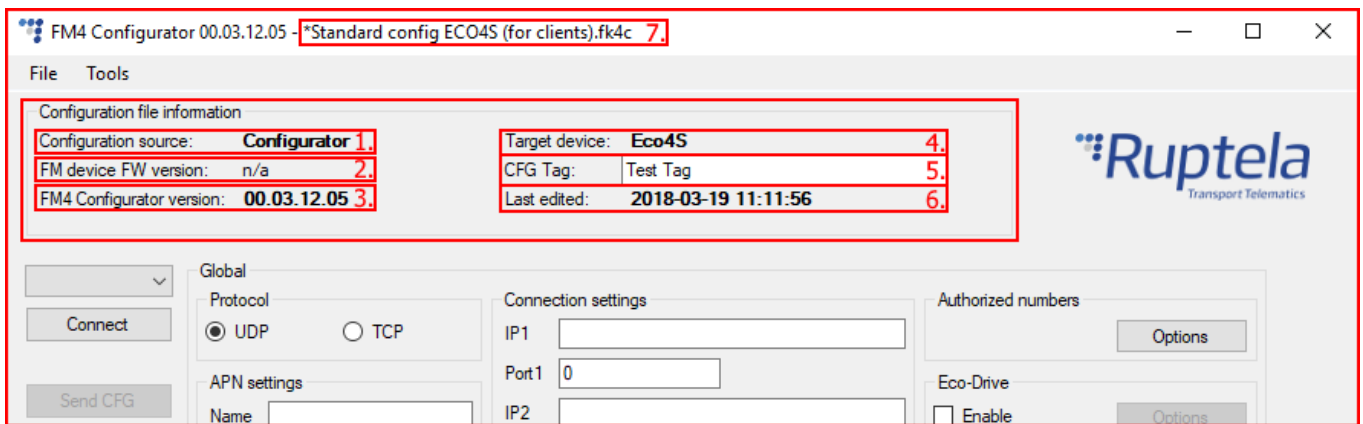 FM4 Configurator 00.03.12.05 - *Standard config ECO4S (for clients).fk4c 7.
File Tools
Configuration file information
Configuration source: Configurator 1. Target device: Eco4S 4.
FM device FW version: n/a 2. CFG Tag: Test Tag 5.
FM4 Configurator version: 00.03.12.05 3. Last edited: 2018-03-19 11:11:56 6.
Ruptela
Transport Telematics
Global
Protocol Connection settings Authorized numbers
Connect UDP TCP IP1 Options
Port1 0
APN settings Eco-Drive
Send CFG Name IP2 Enable Options